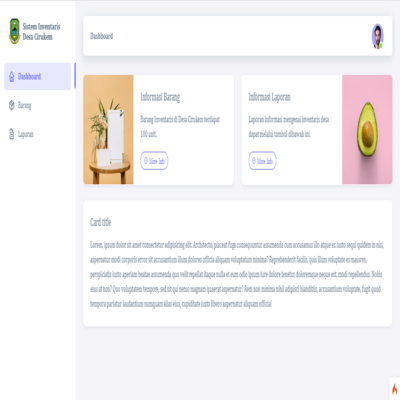 Sistem Inventaris
Desa Cirukem
Dashboard
Barang
Laporan
Dashboard
Informasi Barang
Barang Inventaris di Desa Cirukem terdapat
100 unit.
More Info
Informasi Laporan
Laporan informasi mengenai inventaris desa
dapat melalui tombol dibawah ini.
More Info
Card title
Lorem, ipsum dolor sit amet consectetur adipisicing elit. Architecto, placeat fuga consequuntur assumenda cum accusamus illo atque ex iusto sequi quidem in nisi,
aspernatur modi corporis error sit accusantium illum dolores officia aliquam voluptatum minima? Reprehenderit facilis, quis illum voluptate ex maiores,
perspiciatis iusto aperiam beatae assumenda quo velit repellat itaque nulla et eum odio ipsum iure dolore tenetur doloremque neque est, modi repellendus. Nobis
eius at non? Quo voluptatem tempore, sed sit qui nemo magnam quaerat aspernatur? Rem non minima nihil adipisci blanditiis, accusantium voluptate, fugit quod
tempora pariatur laudantium numquam alias eius. cupiditate iusto libero aspernatur aliquam officia!